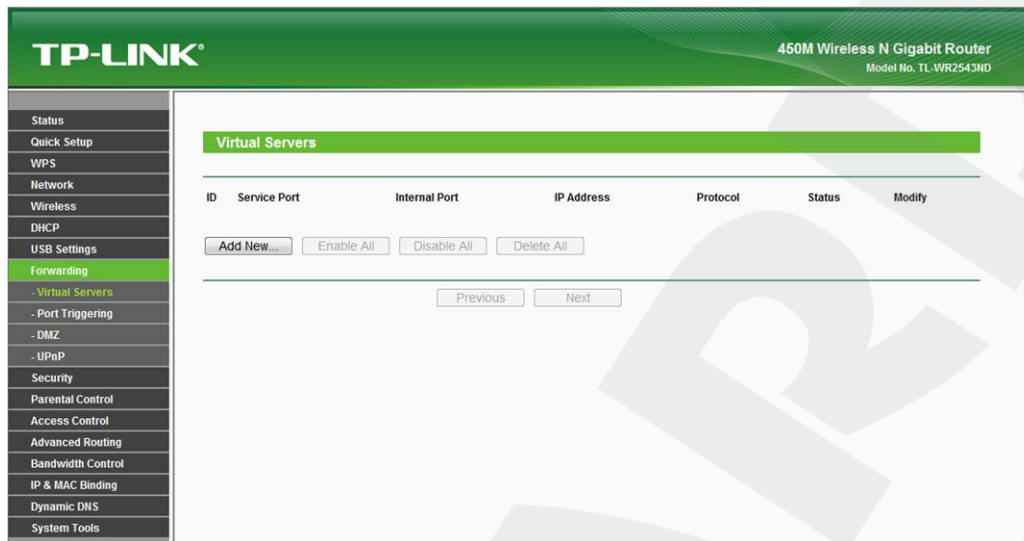 TP-LINK®
450M Wireless N Gigabit Router
Model No. TL-WR2543ND
Status
Quick Setup
WPS
Network
Wireless
DHCP
USB Settings
Forwarding
- Virtual Servers
- Port Triggering
- DMZ
- UPnP
Security
Parental Control
Access Control
Advanced Routing
Bandwidth Control
IP & MAC Binding
Dynamic DNS
System Tools
Virtual Servers
ID Service Port Internal Port IP Address Protocol Status Modify
Add New... Enable All Disable All Delete All
Previous Next